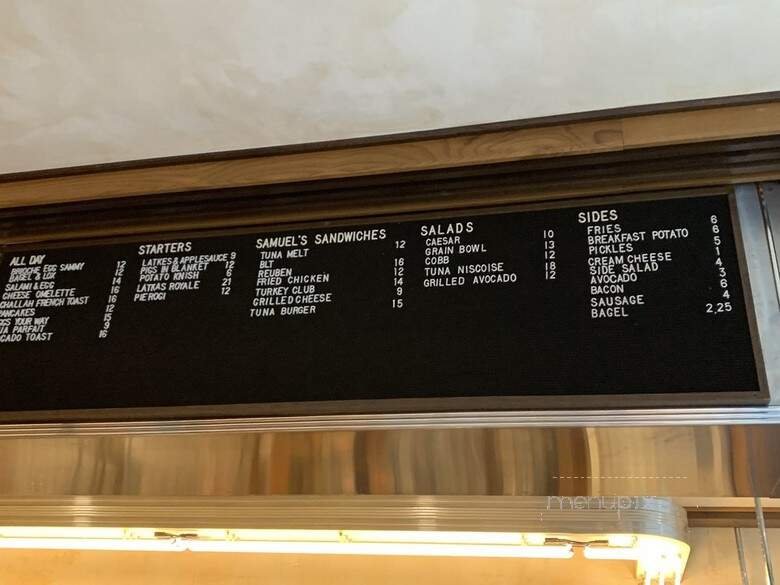 ALL DAY
BRIOCHE EGG SAMMY 12
BAGEL & LOX 12
SALAMI & EGG 14
CHEESE OMELETTE 16
CHALLAH FRENCH TOAST 16
PANCAKES 12
GGS YOUR WAY 15
IA PARFAIT 9
CADO TOAST 16
STARTERS
LATKES & APPLESAUCE 9
PIGS IN BLANKET 12
POTATO KNISH 6
LATKAS ROYALE 21
PIEROGI 12
SAMUEL'S SANDWICHES
TUNA MELT 12
BLT
REUBEN 16
FRIED CHICKEN 12
TURKEY CLUB 14
GRILLED CHEESE 9
TUNA BURGER 15
SALADS
CAESAR 10
GRAIN BOWL 13
COBB 12
TUNA NISCOISE 18
GRILLED AVOCADO 12
SIDES
FRIES 6
BREAKFAST POTATO 6
PICKLES 5
CREAM CHEESE 1
SIDE SALAD 4
AVOCADO 3
BACON 6
SAUSAGE 4
BAGEL 2,25
menupix